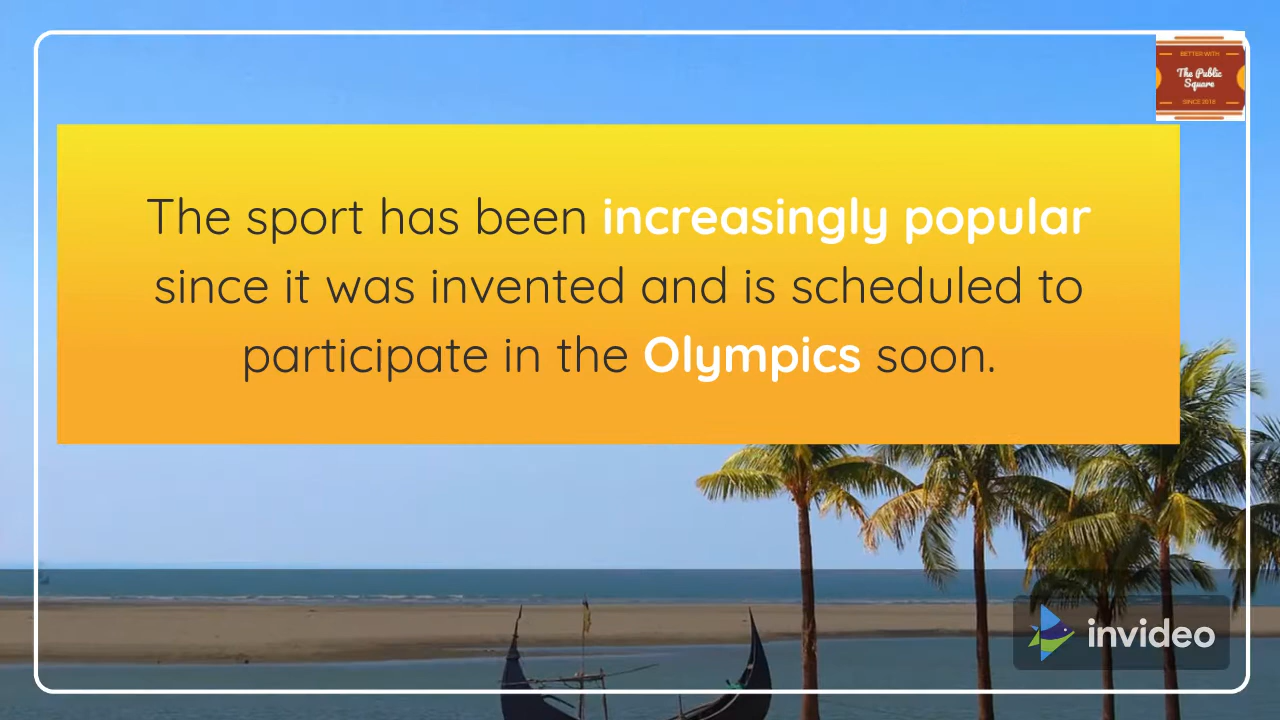 BETTER WITH
The Public
Square
SINCE 2018
The sport has been increasingly popular
since it was invented and is scheduled to
participate in the Olympics soon.
invideo